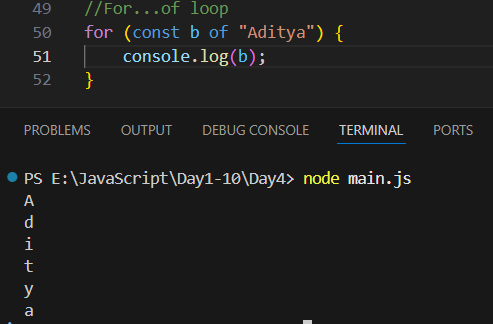 49 //For...of loop
50 for (const b of "Aditya") {
51 console.log(b);
52 }
PROBLEMS OUTPUT DEBUG CONSOLE TERMINAL PORTS
PS E:\JavaScript\Day1-10\Day4> node main.js
A
d
i
t
y
a